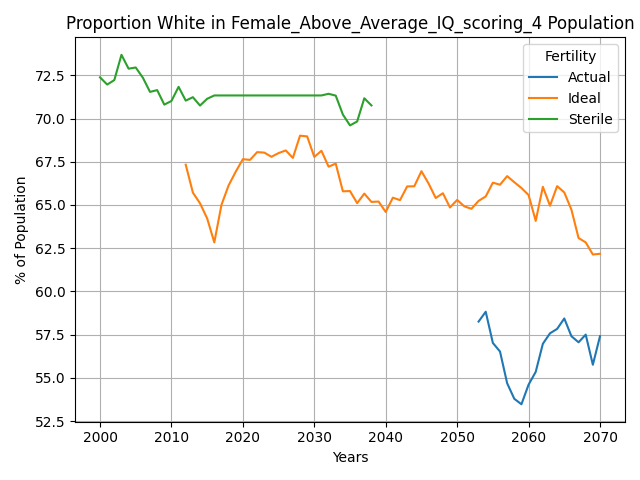 Proportion White in Female_Above_Average_IQ_scoring_4 Population
Fertility
Actual
Ideal
Sterile
% of Population
72.5
70.0
67.5
65.0
62.5
60.0
57.5
55.0
52.5
2000 2010 2020 2030 2040 2050 2060 2070
Years